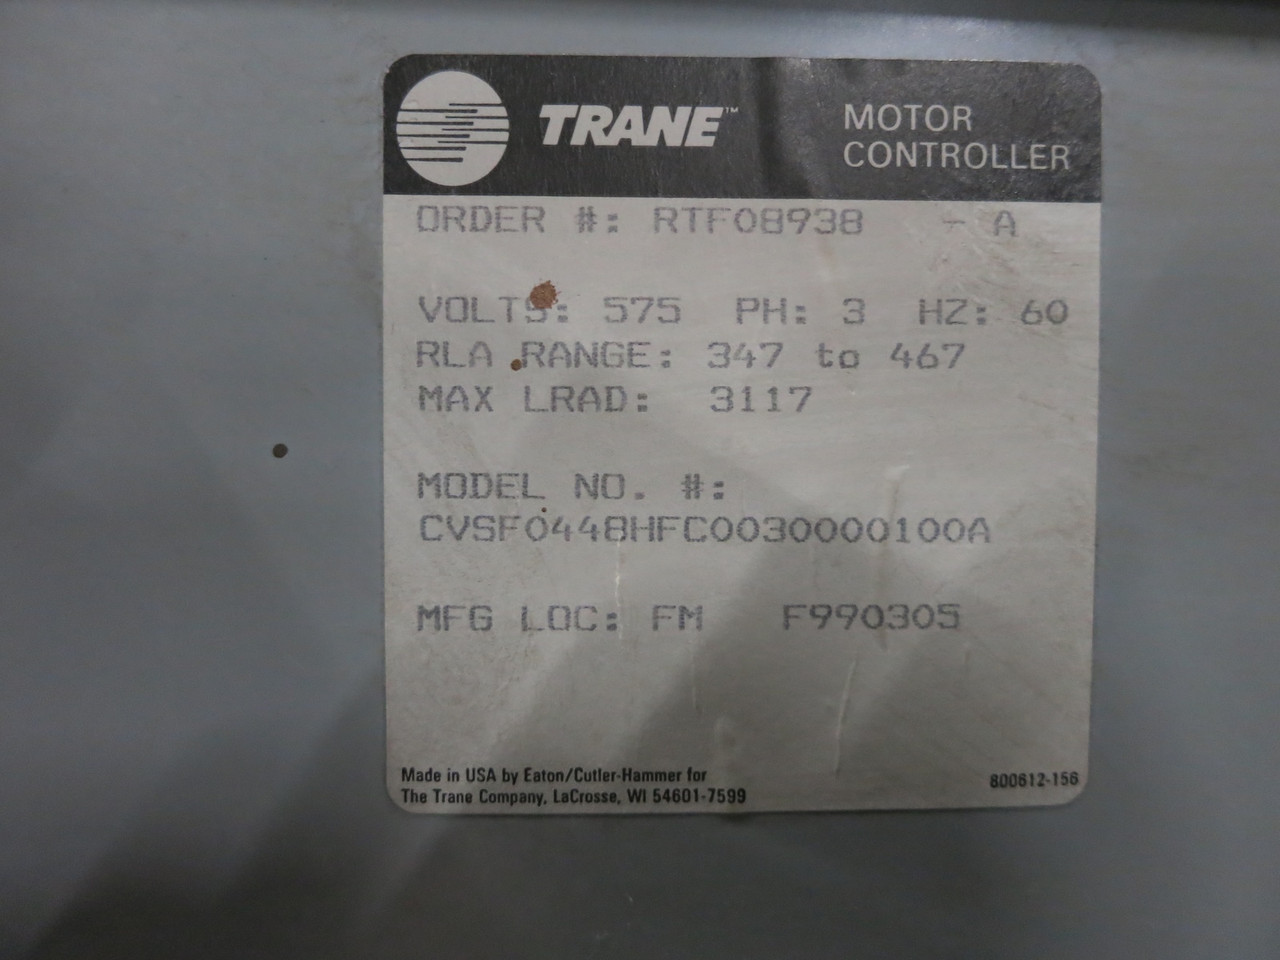 TRANE™
MOTOR
CONTROLLER
ORDER #: RTF08938 - A
VOLTS: 575 PH: 3 HZ: 60
RLA RANGE: 347 to 467
MAX LRAD: 3117
MODEL NO. #:
CVSF0448HFC0030000100A
MFG LOC: FM F990305
Made in USA by Eaton/Cutler-Hammer for
The Trane Company, LaCrosse, WI 54601-7599
800612-156